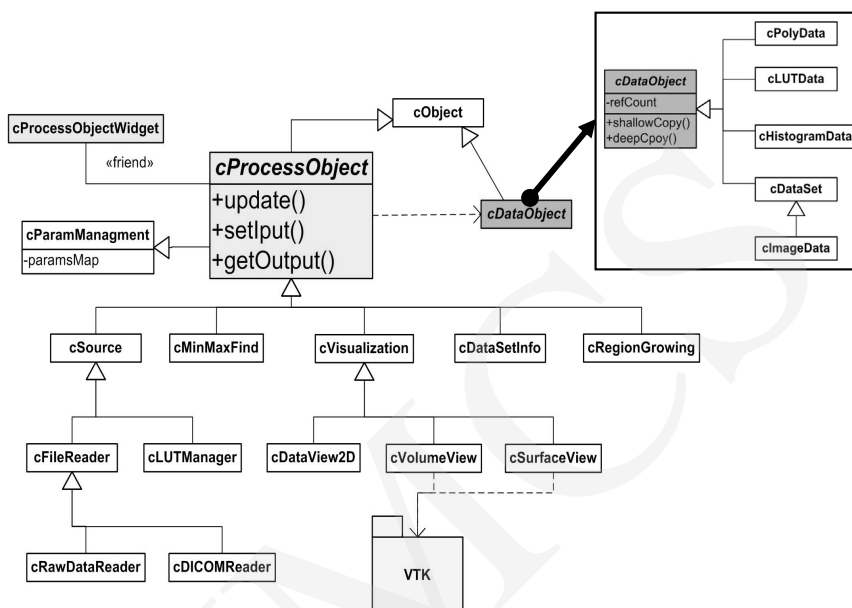 cPolyData
cDataObject
-refCount
+shallowCopy()
+deepCpoy()
cLUTData
cHistogramData
cDataSet
cImageData
cObject
cProcessObjectWidget
«friend»
cProcessObject
+update()
+setIput()
+getOutput()
cDataObject
cParamManagment
-paramsMap
cSource
cMinMaxFind
cVisualization
cDataSetInfo
cRegionGrowing
cFileReader
cLUTManager
cDataView2D
cVolumeView
cSurfaceView
cRawDataReader
cDICOMReader
VTK